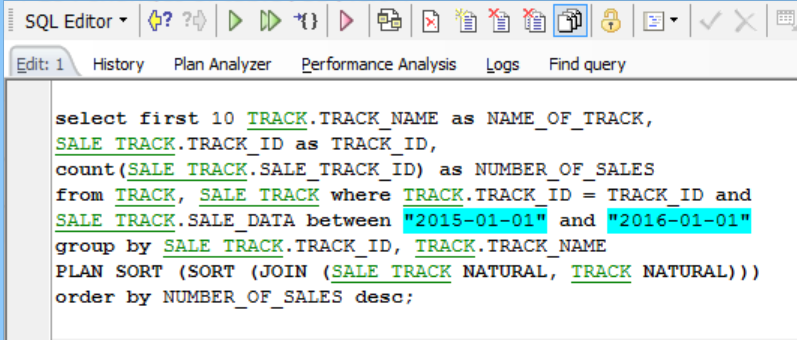 SQL Editor
Edit: 1 History Plan Analyzer Performance Analysis Logs Find query
select first 10 TRACK.TRACK_NAME as NAME_OF_TRACK,
SALE_TRACK.TRACK_ID as TRACK_ID,
count(SALE_TRACK.SALE_TRACK_ID) as NUMBER_OF_SALES
from TRACK, SALE_TRACK where TRACK.TRACK_ID = TRACK_ID and
SALE_TRACK.SALE_DATA between "2015-01-01" and "2016-01-01"
group by SALE_TRACK.TRACK_ID, TRACK.TRACK_NAME
PLAN SORT (SORT (JOIN (SALE_TRACK NATURAL, TRACK NATURAL)))
order by NUMBER_OF_SALES desc;